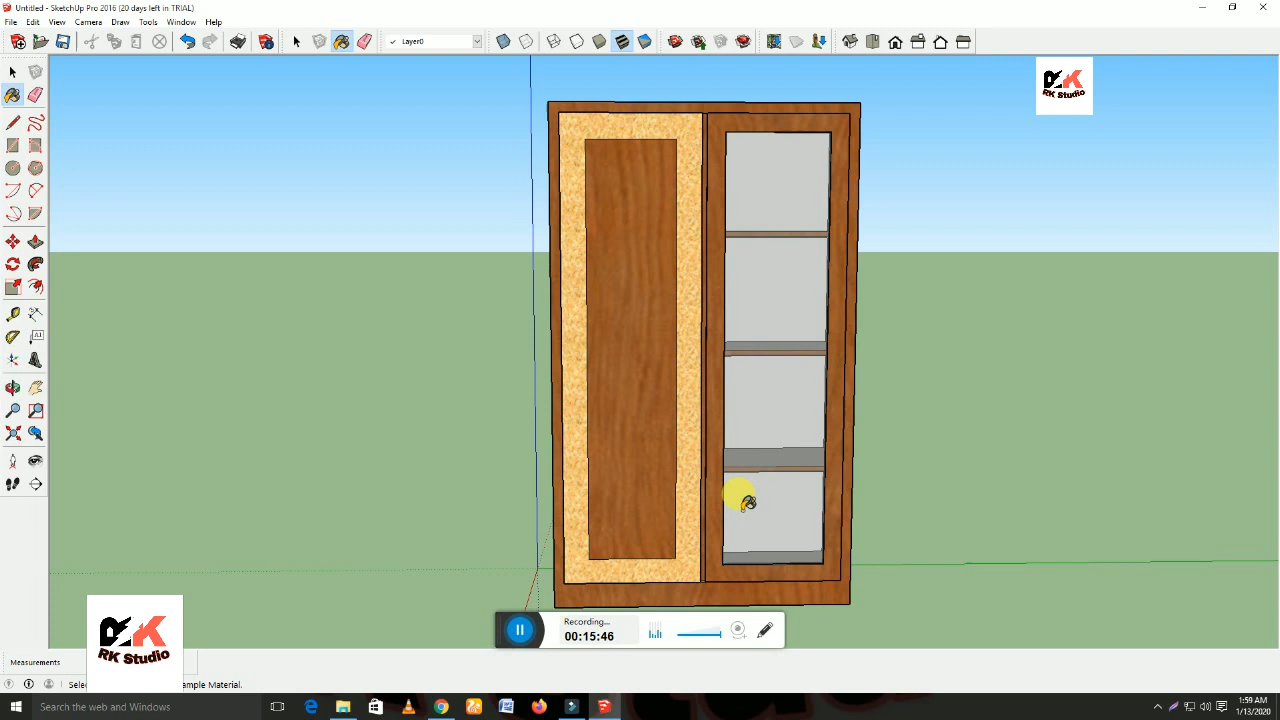 Untitled - SketchUp Pro 2016 (20 days left in TRIAL)
File Edit View Camera Draw Tools Window Help
Layer0
RK Studio
Recording...
00:15:46
RK Studio
Measurements
Selec
ample Material.
Search the web and Windows
1:59 AM
1/13/2020